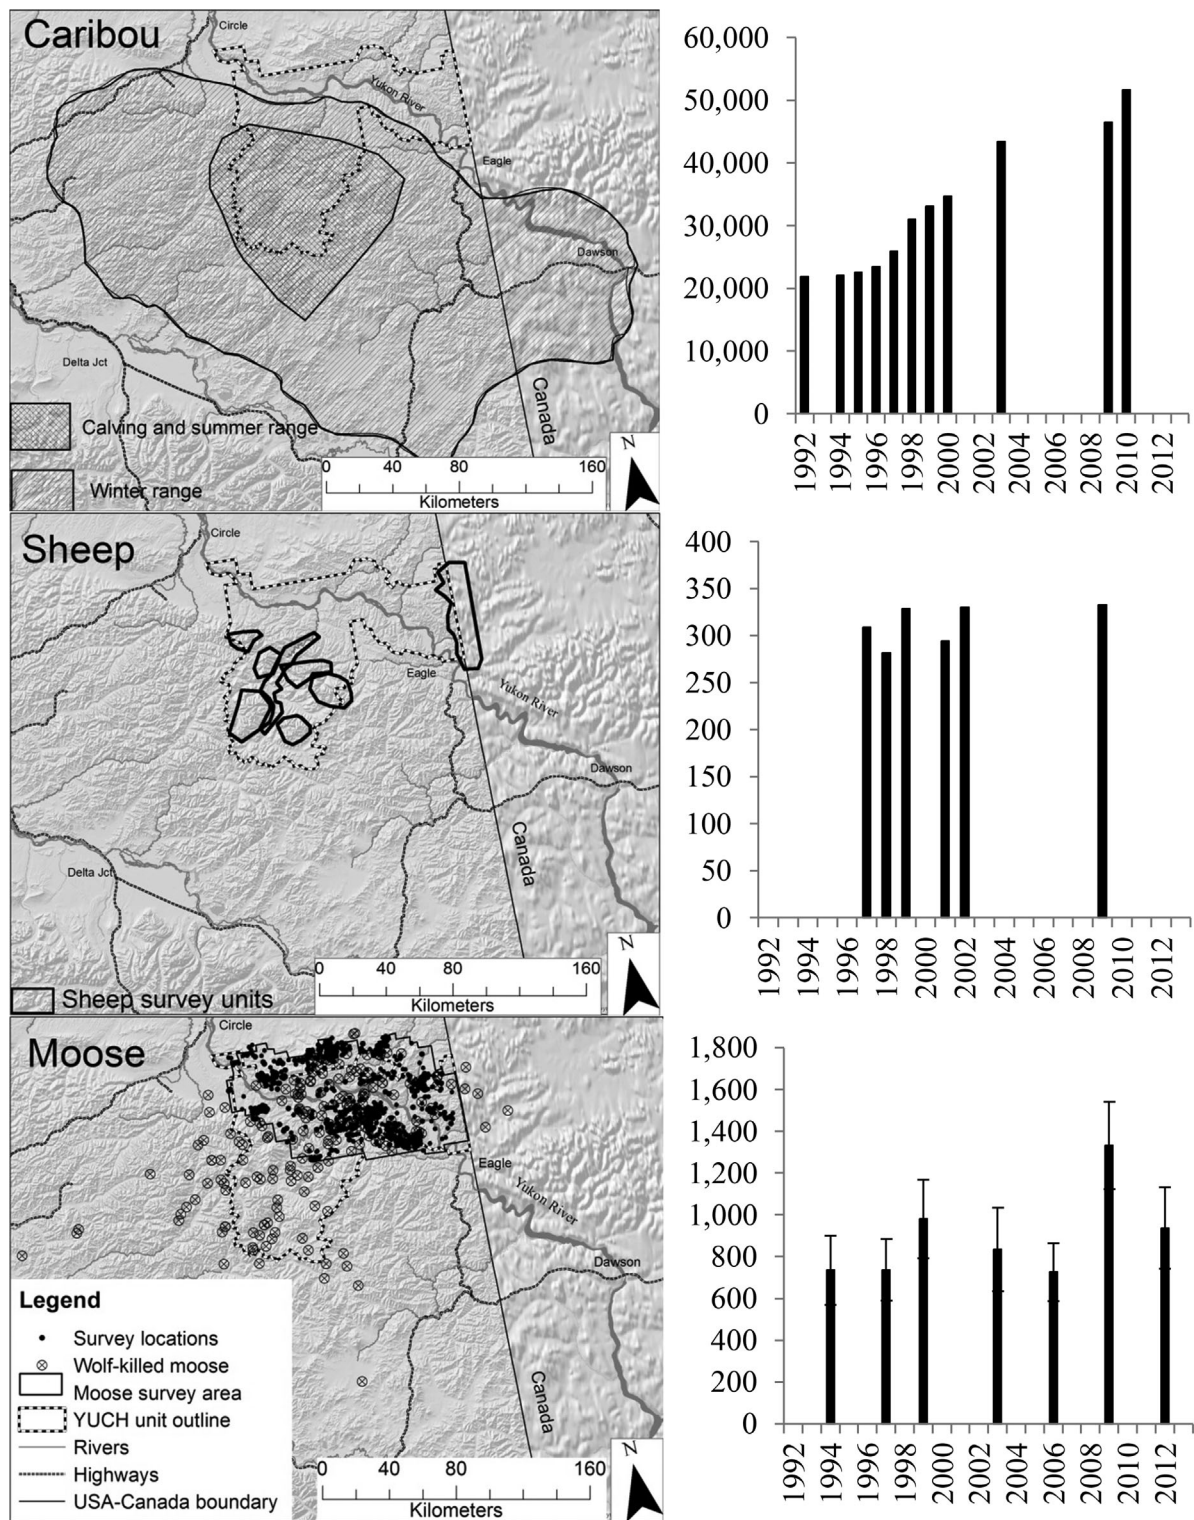 Caribou
Circle
Yukon River
Eagle
Dawson
Delta Jct
Canada
Calving and summer range
Winter range
N
0 40 80 160
Kilometers
60,000
50,000
40,000
30,000
20,000
10,000
0
1992 1994 1996 1998 2000 2002 2004 2006 2008 2010 2012
Sheep
Circle
Eagle
Yukon River
Dawson
Delta Jct
Canada
Sheep survey units
N
0 40 80 160
Kilometers
400
350
300
250
200
150
100
50
0
1992 1994 1996 1998 2000 2002 2004 2006 2008 2010 2012
Moose
Circle
Eagle
Yukon River
Dawson
Canada
Legend
Survey locations
Wolf-killed moose
Moose survey area
YUCH unit outline
Rivers
Highways
USA-Canada boundary
N
0 40 80 160
Kilometers
1,800
1,600
1,400
1,200
1,000
800
600
400
200
0
1992 1994 1996 1998 2000 2002 2004 2006 2008 2010 2012